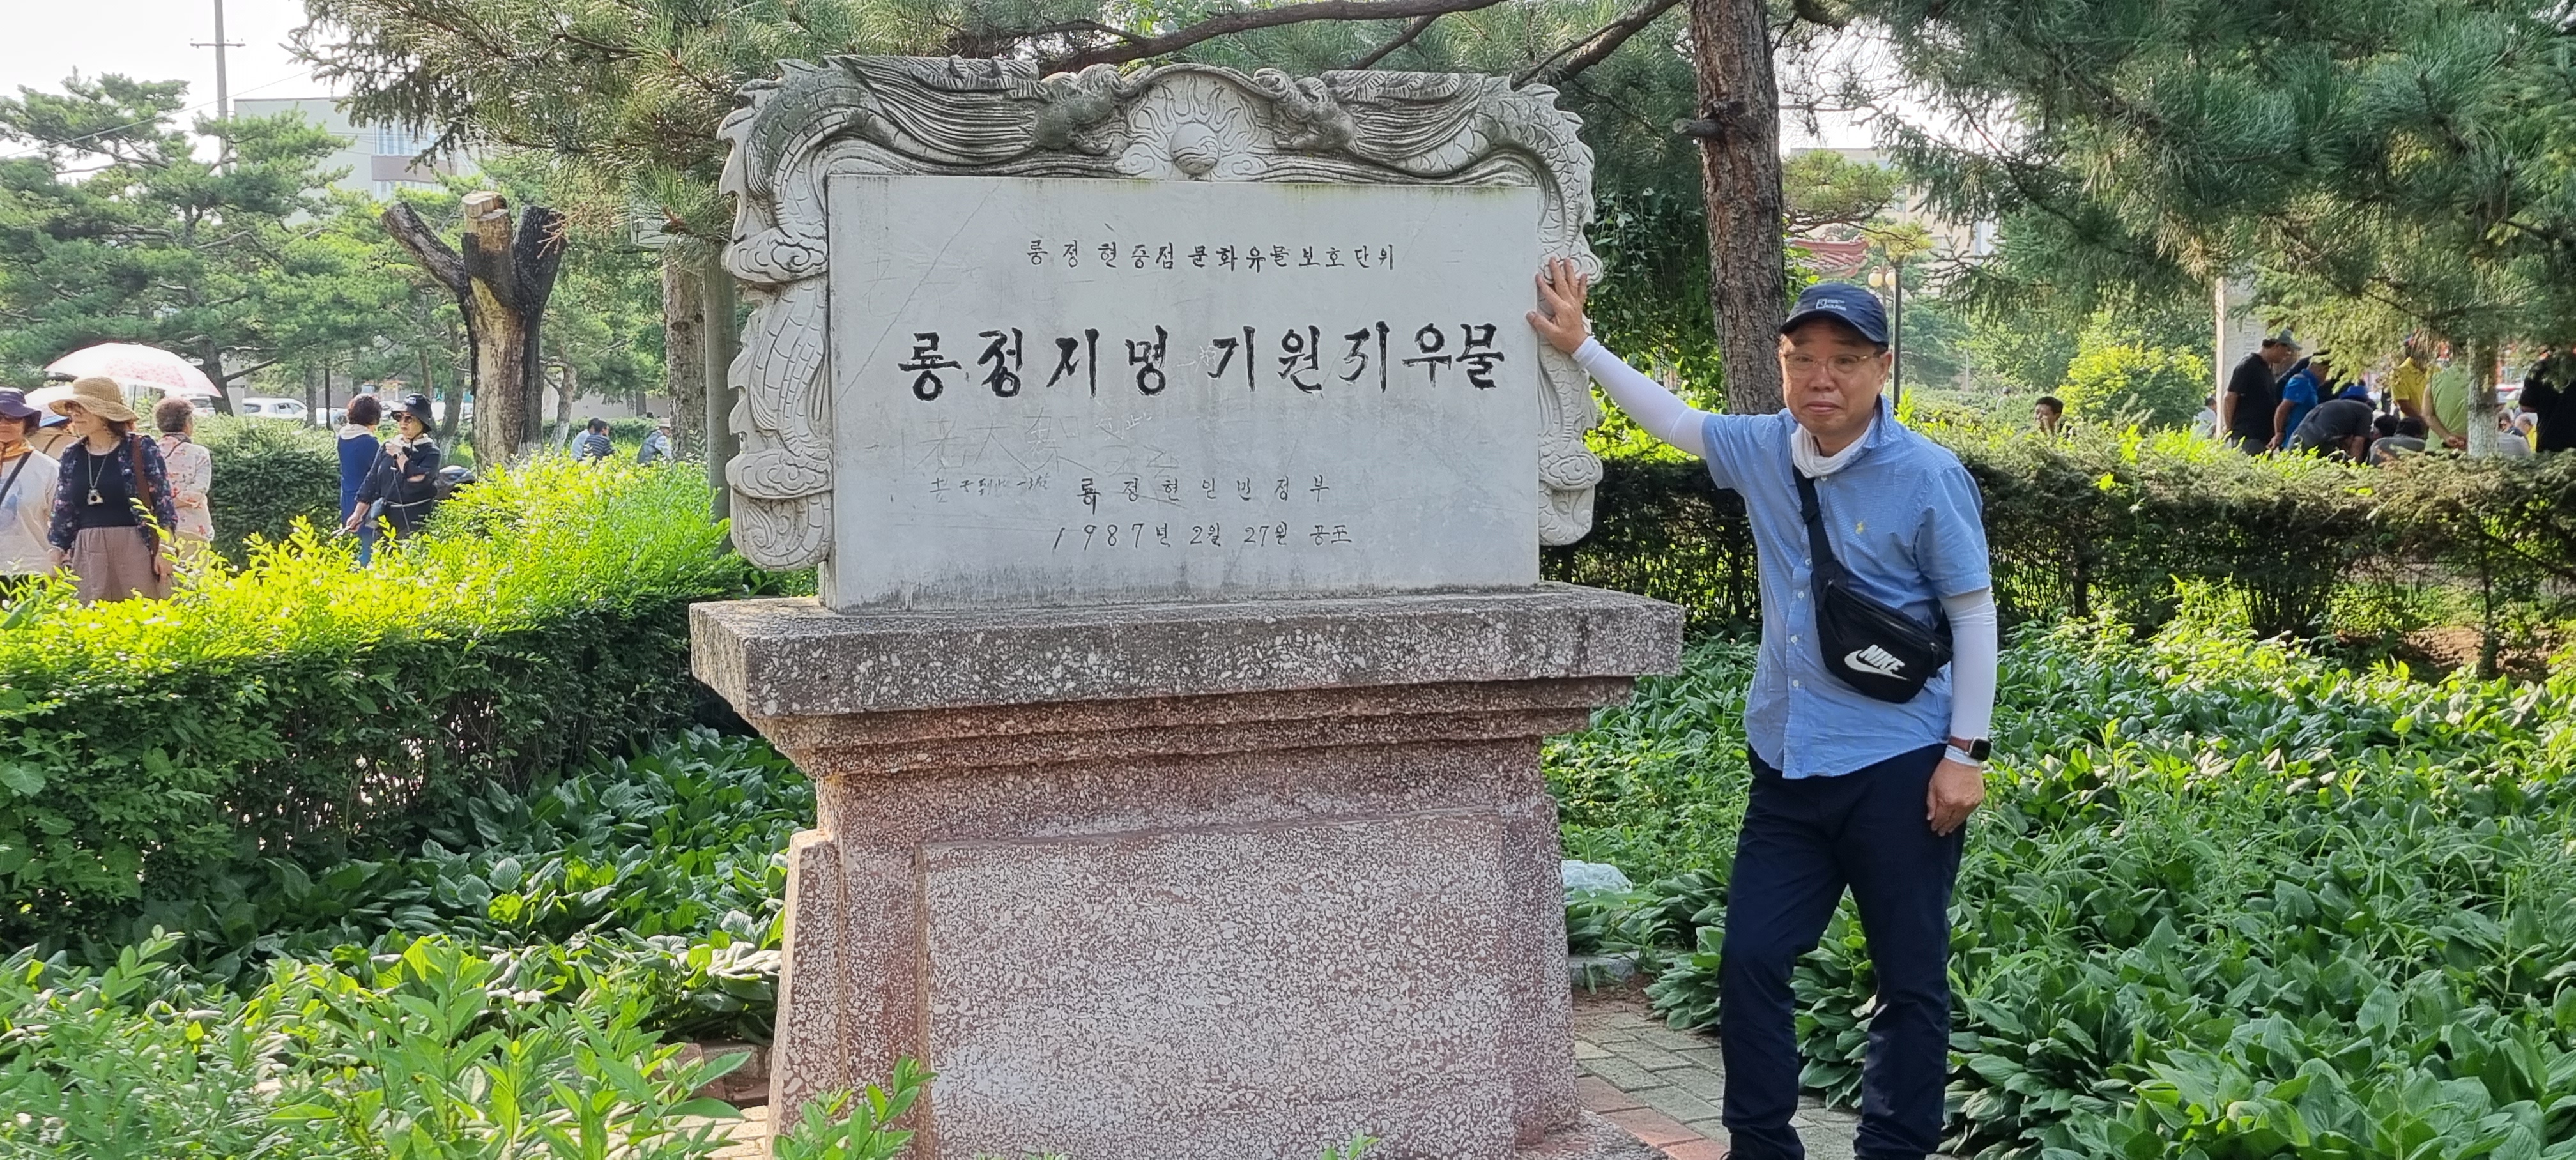 룡정현중점문화유물보호단위
룡정지명 기원지우물
룡정현인민정부
1987년 2월 27일 공포
NIKE